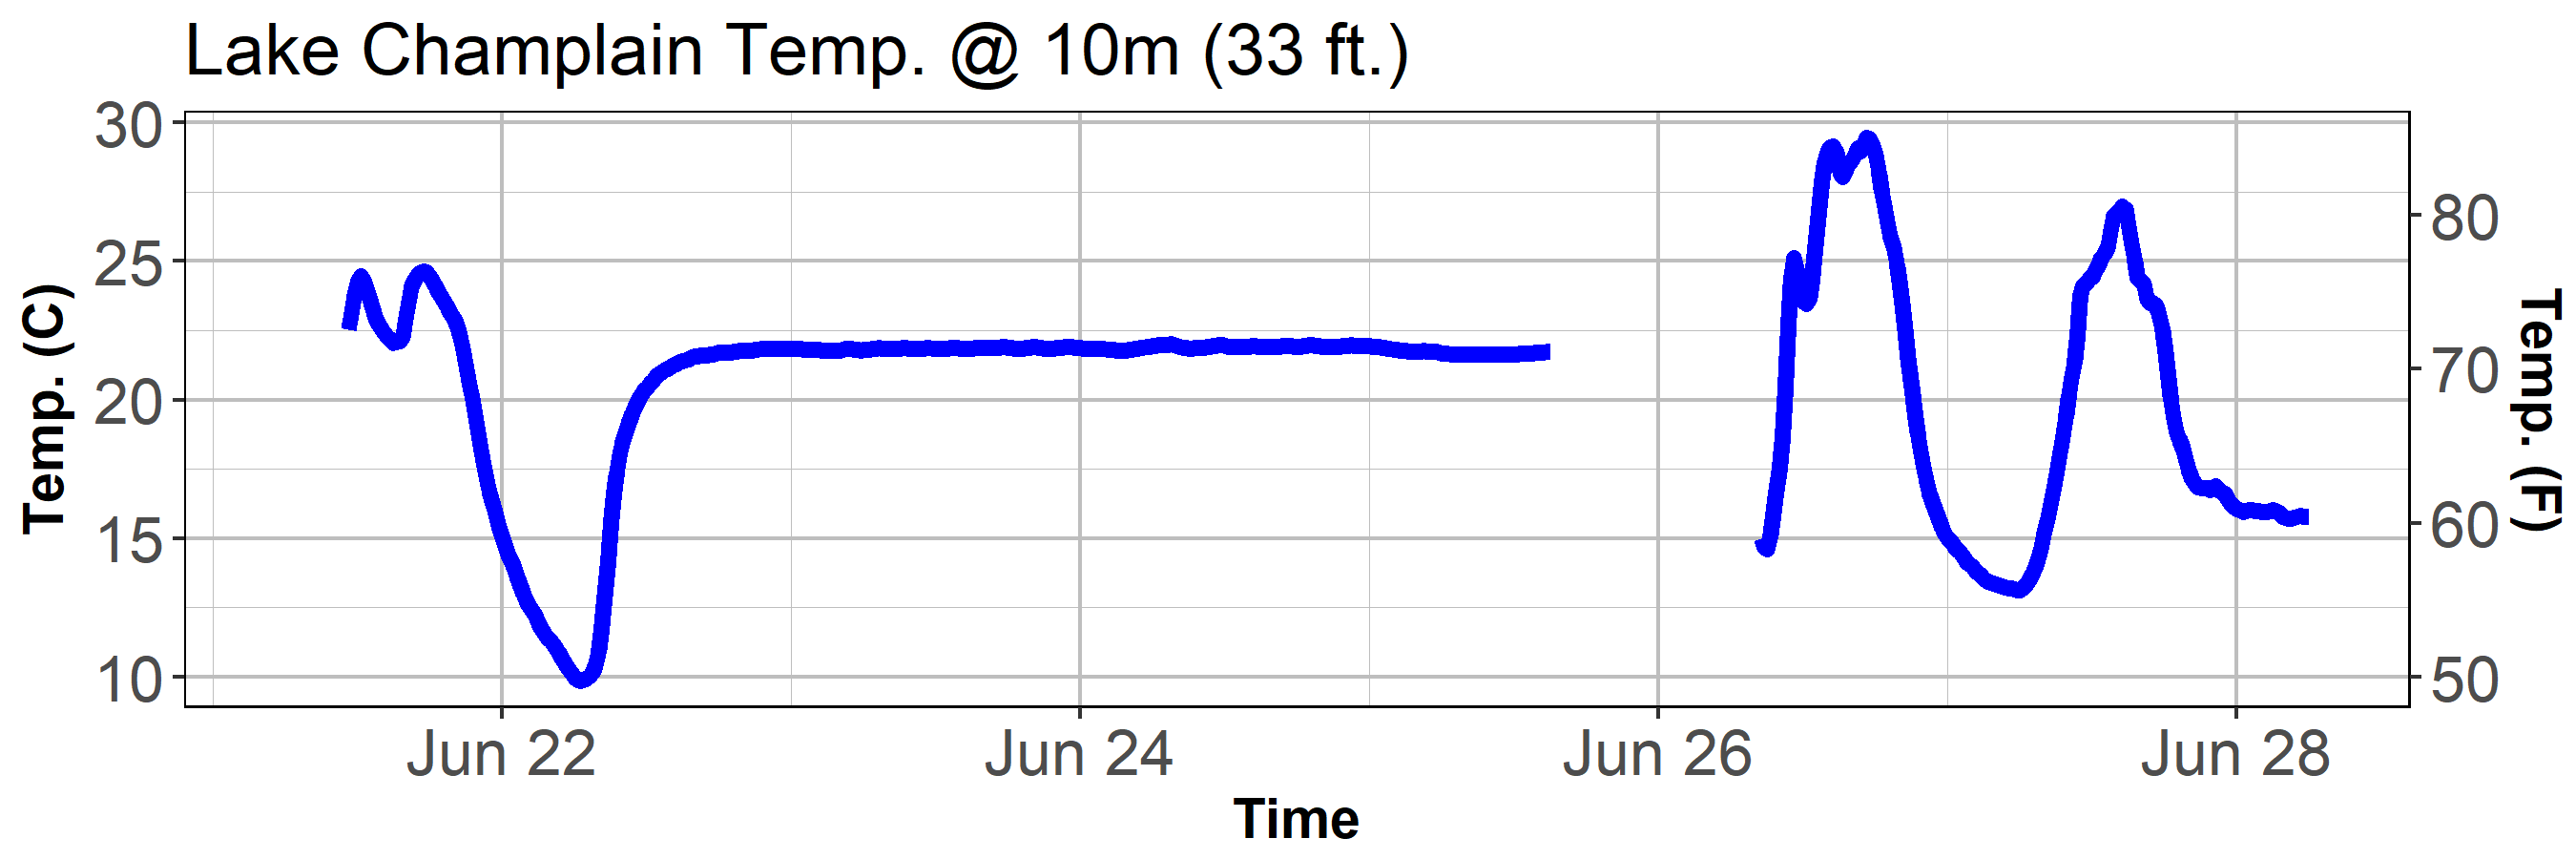 Lake Champlain Temp. @ 10m (33 ft.)
30
25
20
15
10
Temp. (C)
80
70
60
50
Temp. (F)
Jun 22 Jun 24 Jun 26 Jun 28
Time